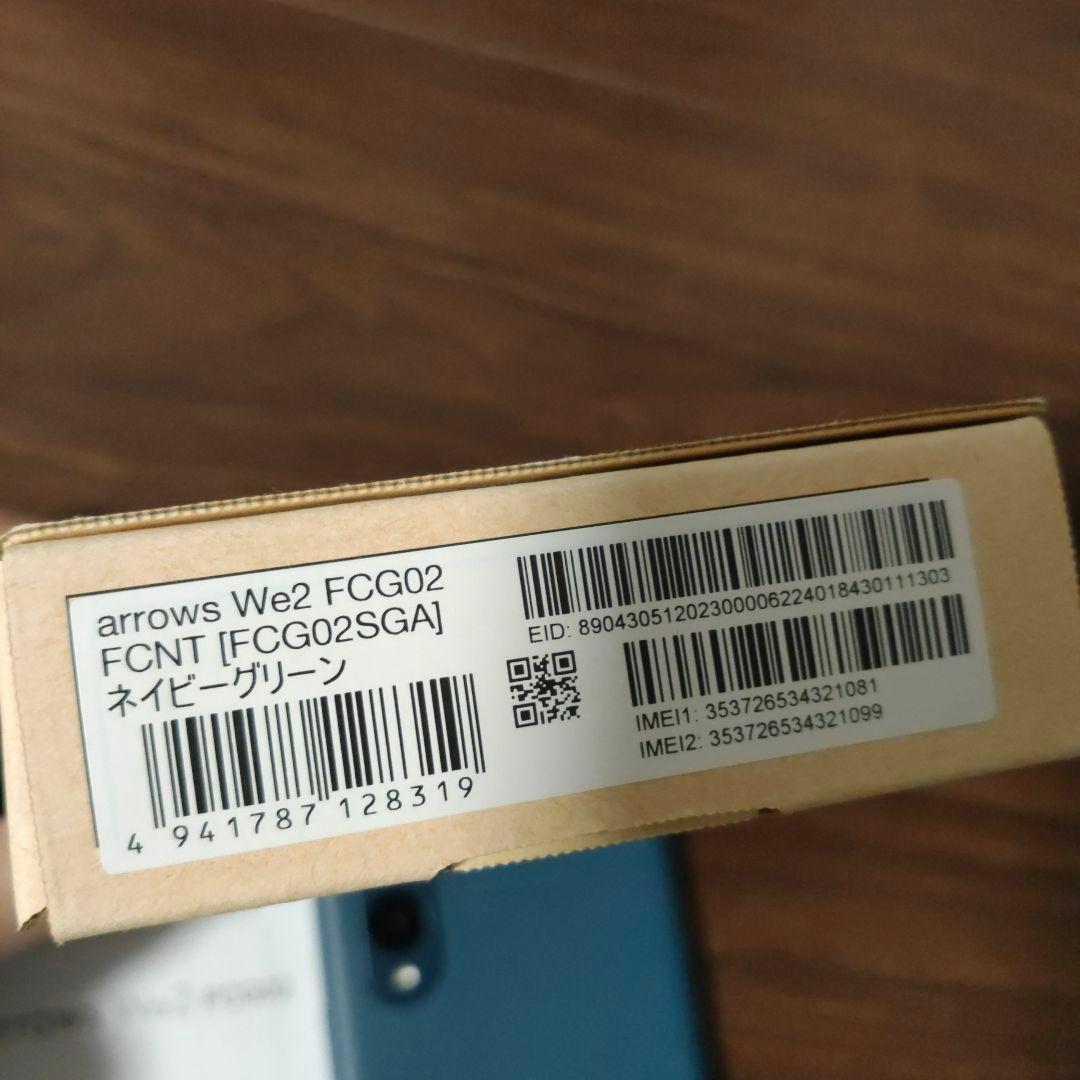 arrows We2 FCG02
FCNT [FCG02SGA]
ネイビーグリーン
4 941787 128319
EID: 89043051202300006224018430111303
IMEI1: 353726534321081
IMEI2: 353726534321099